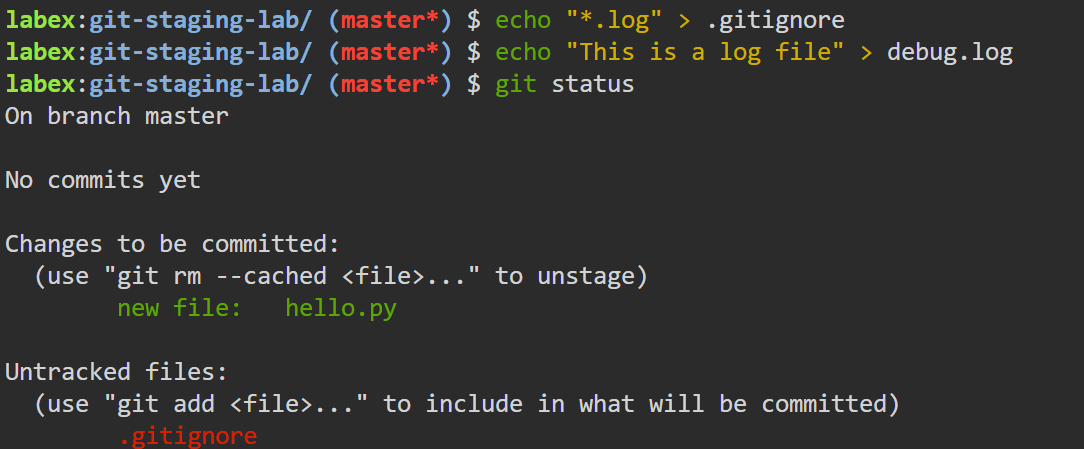 labex:git-staging-lab/ (master*) $ echo "*.log" > .gitignore
labex:git-staging-lab/ (master*) $ echo "This is a log file" > debug.log
labex:git-staging-lab/ (master*) $ git status
On branch master
No commits yet
Changes to be committed:
  (use "git rm --cached <file>..." to unstage)
        new file:   hello.py
Untracked files:
  (use "git add <file>..." to include in what will be committed)
        .gitignore